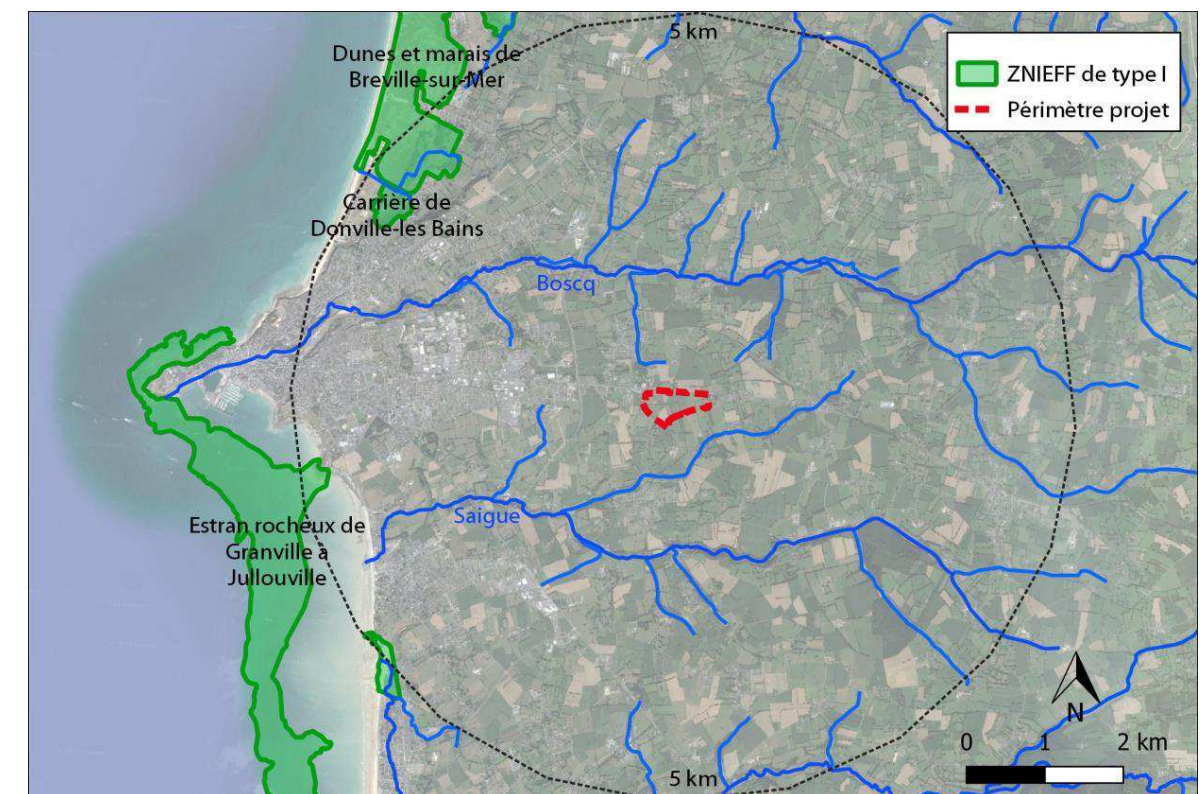 5 km
Dunes et marais de
Breville-sur-Mer
ZNIEFF de type I
Périmètre projet
Carrière de
Donville-les Bains
Boscq
Saigue
Estran rocheux de
Granville a
Jullouville
N
0 1 2 km
5 km